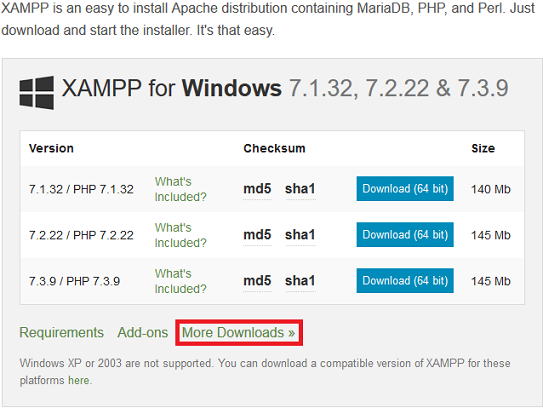 XAMPP is an easy to install Apache distribution containing MariaDB, PHP, and Perl. Just
download and start the installer. It's that easy.
XAMPP for Windows 7.1.32, 7.2.22 & 7.3.9
Version Checksum Size
7.1.32 / PHP 7.1.32 What's Included? md5 sha1 Download (64 bit) 140 Mb
7.2.22 / PHP 7.2.22 What's Included? md5 sha1 Download (64 bit) 145 Mb
7.3.9 / PHP 7.3.9 What's Included? md5 sha1 Download (64 bit) 145 Mb
Requirements Add-ons More Downloads »
Windows XP or 2003 are not supported. You can download a compatible version of XAMPP for these
platforms here.